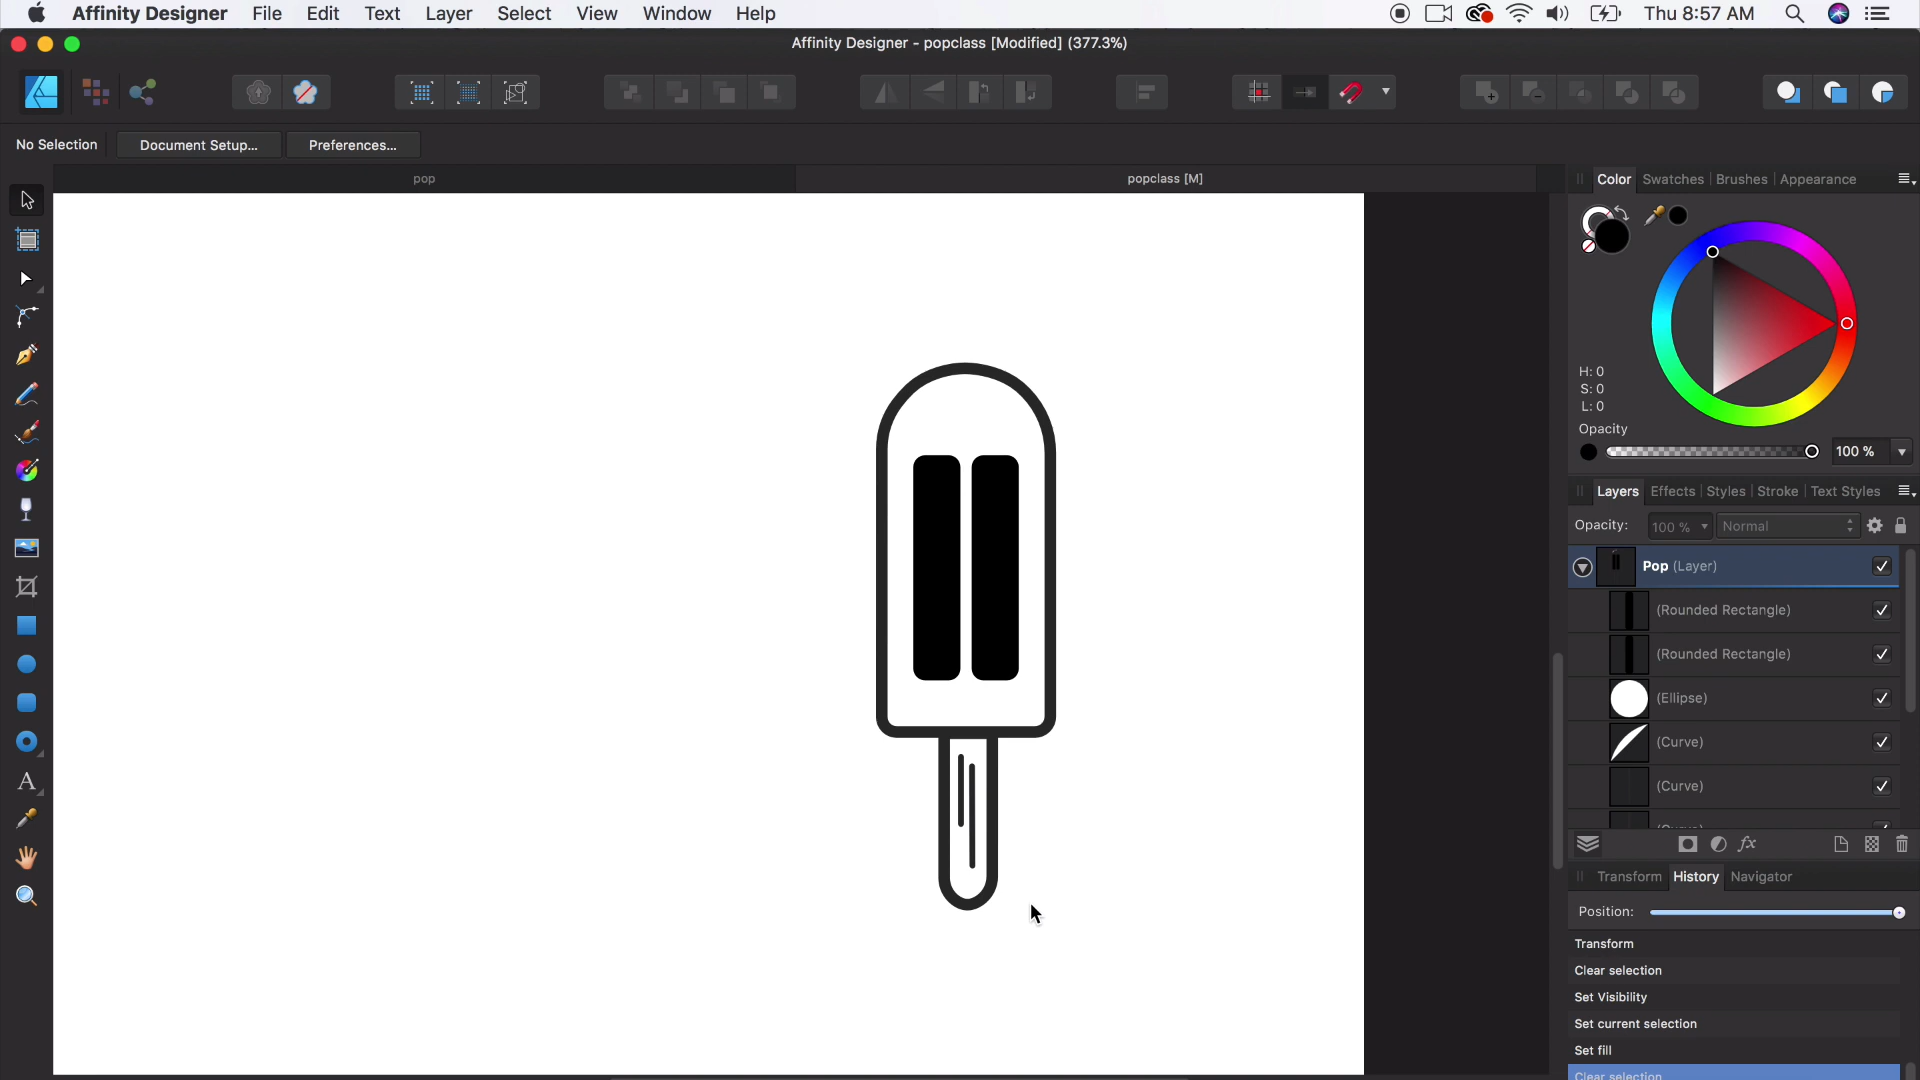 Affinity Designer File Edit Text Layer Select View Window Help Thu 8:57 AM
Affinity Designer - popclass [Modified] (377.3%)
No Selection Document Setup... Preferences...
pop popclass [M]
Color Swatches Brushes Appearance
H: 0
S: 0
L: 0
Opacity
100 %
Layers Effects Styles Stroke Text Styles
Opacity: 100 % Normal
Pop (Layer)
(Rounded Rectangle)
(Rounded Rectangle)
(Ellipse)
(Curve)
(Curve)
(Curve)
A
fx
Transform History Navigator
Position:
Transform
Clear selection
Set Visibility
Set current selection
Set fill
Clear selection